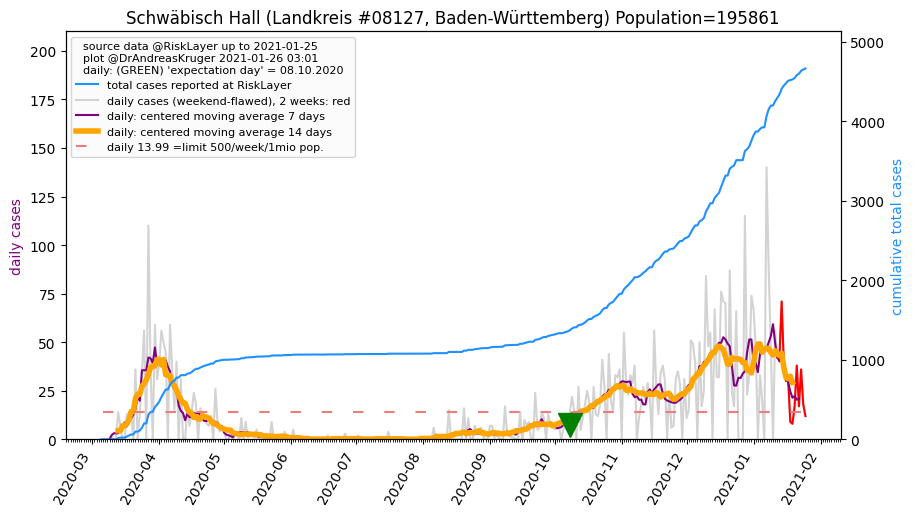 Schwäbisch Hall (Landkreis #08127, Baden-Württemberg) Population=195861
source data @RiskLayer up to 2021-01-25
plot @DrAndreasKruger 2021-01-26 03:01
daily: (GREEN) 'expectation day' = 08.10.2020
total cases reported at RiskLayer
daily cases (weekend-flawed), 2 weeks: red
daily: centered moving average 7 days
daily: centered moving average 14 days
daily 13.99 =limit 500/week/1mio pop.
daily cases
200
175
150
125
100
75
50
25
0
cumulative total cases
5000
4000
3000
2000
1000
0
2020-03
2020-04
2020-05
2020-06
2020-07
2020-08
2020-09
2020-10
2020-11
2020-12
2021-01
2021-02